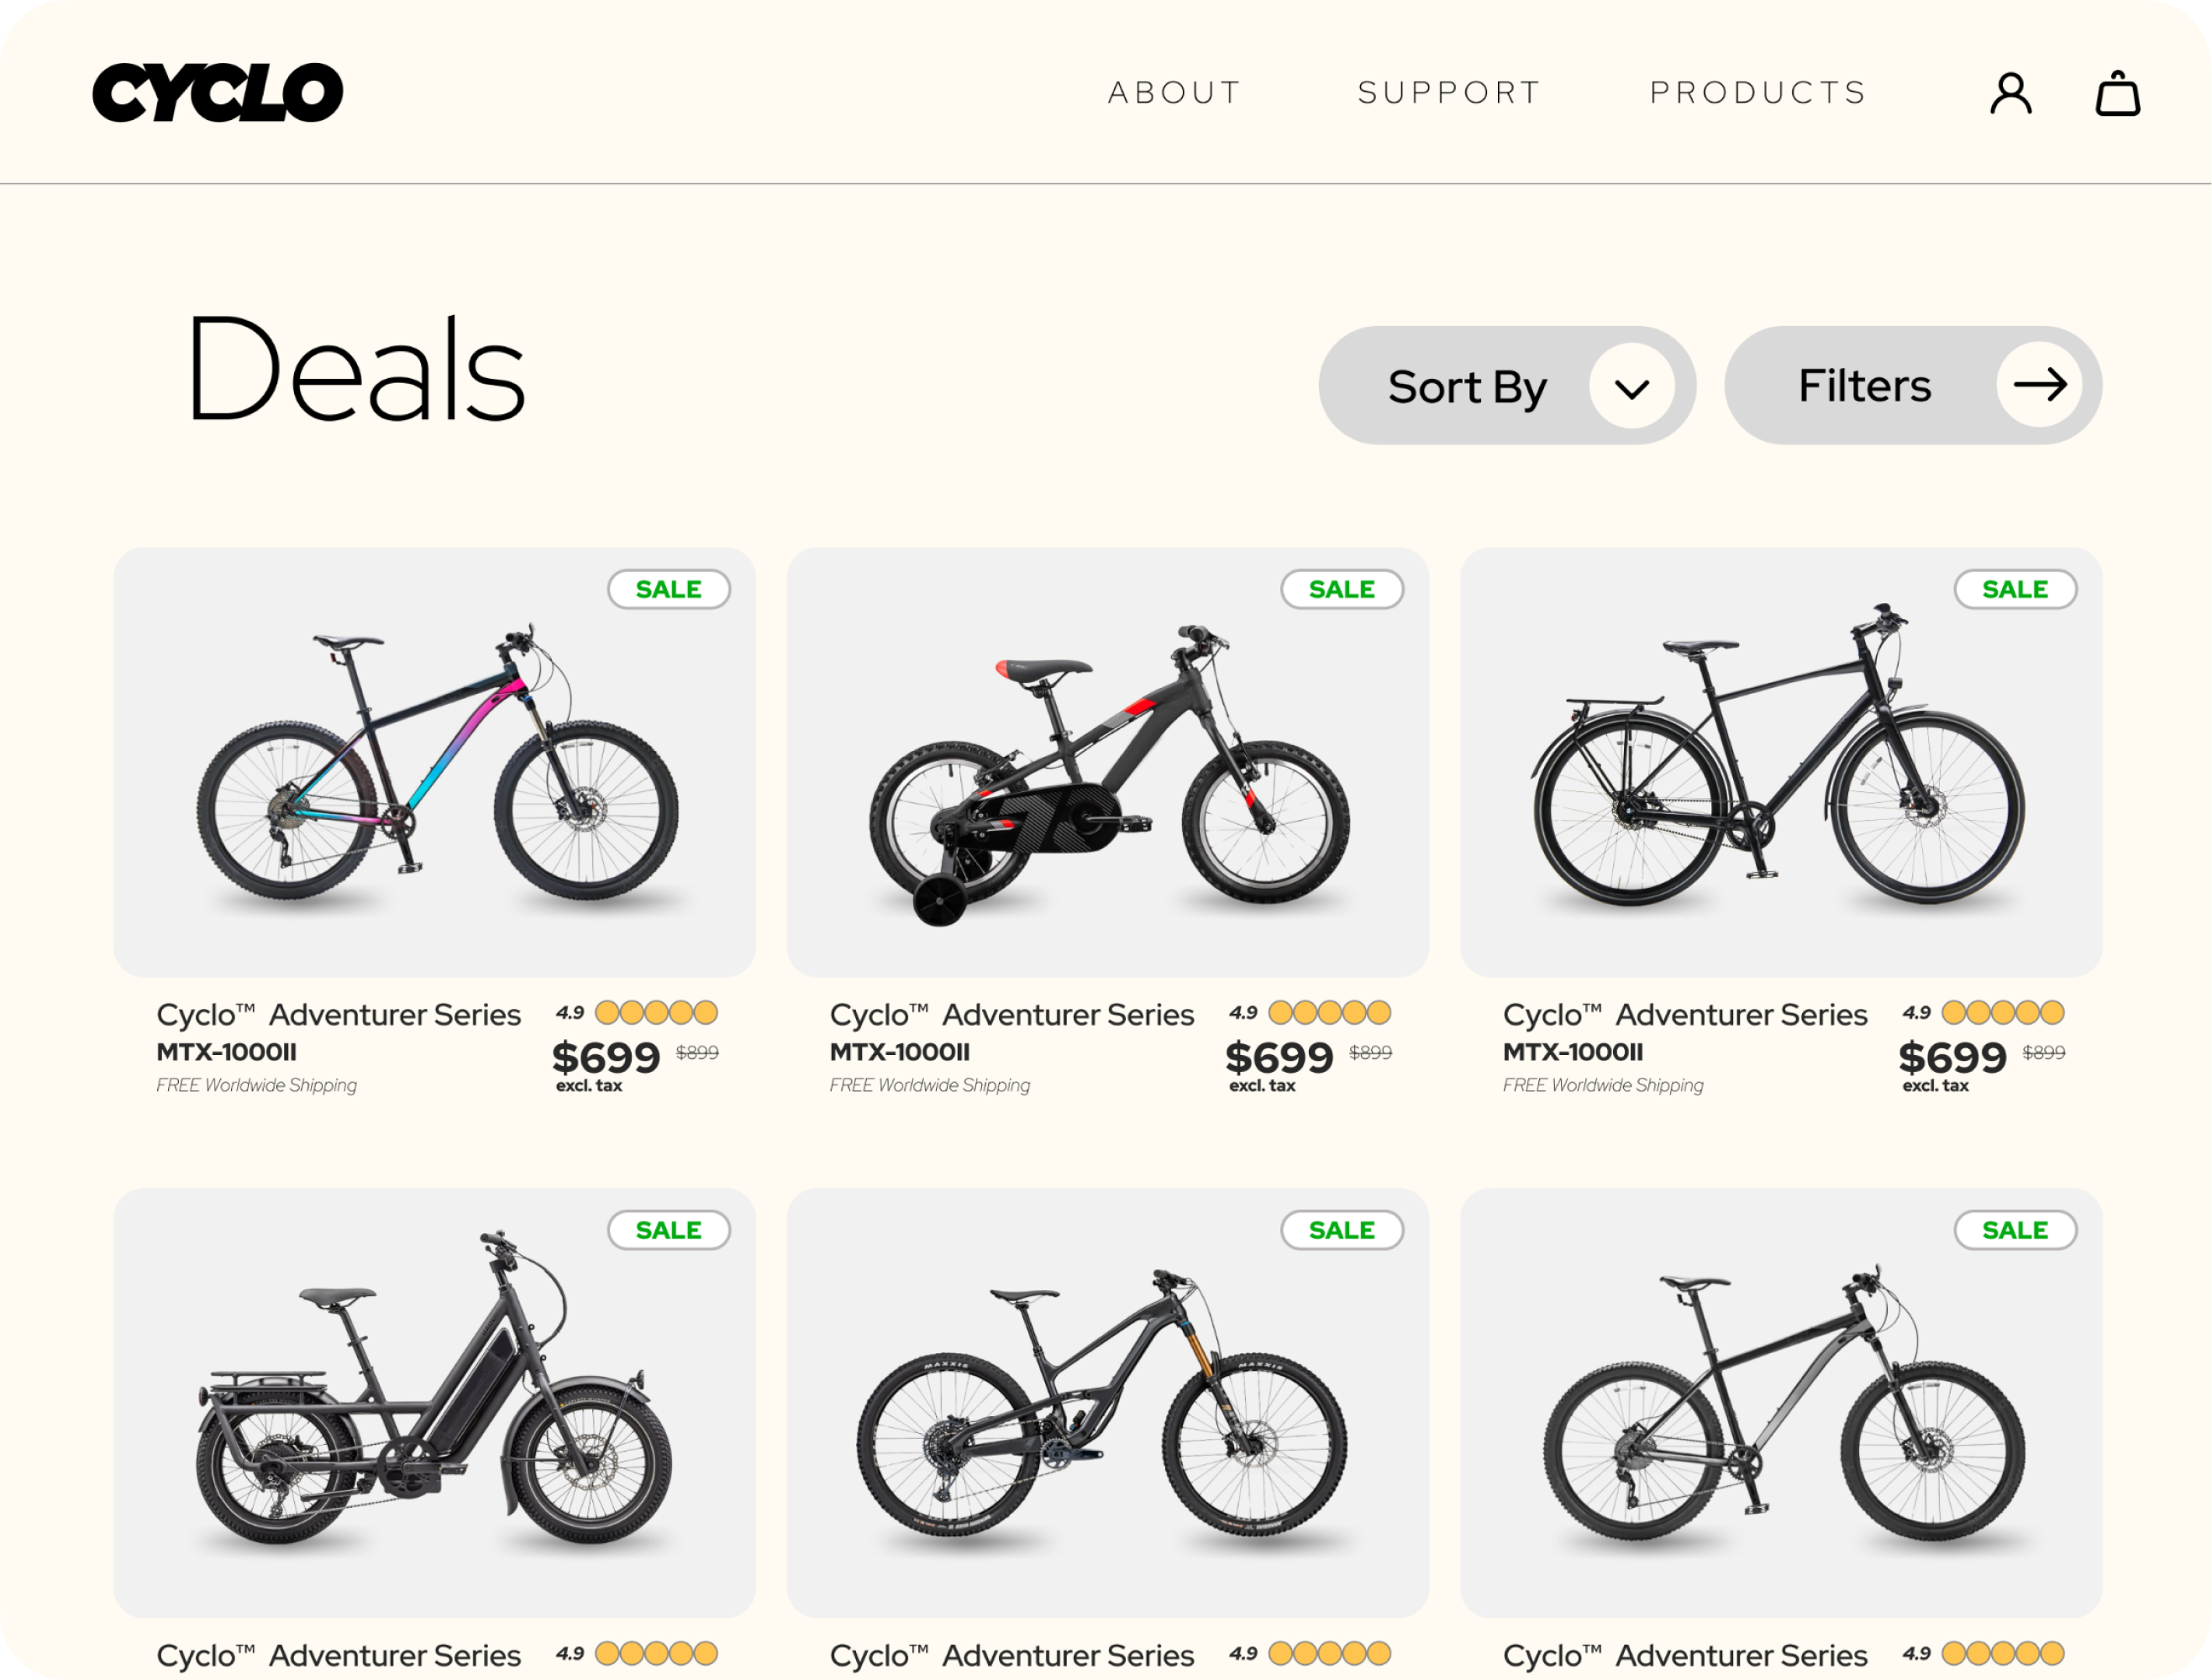 CYCLO
ABOUT SUPPORT PRODUCTS
Deals
Sort By
Filters
SALE
SALE
SALE
Cyclo™ Adventurer Series 4.9
MTX-1000II $699 $899
FREE Worldwide Shipping excl. tax
Cyclo™ Adventurer Series 4.9
MTX-1000II $699 $899
FREE Worldwide Shipping excl. tax
Cyclo™ Adventurer Series 4.9
MTX-1000II $699 $899
FREE Worldwide Shipping excl. tax
SALE
SALE
SALE
MAXXIS
MAXXIS
Cyclo™ Adventurer Series 4.9
Cyclo™ Adventurer Series 4.9
Cyclo™ Adventurer Series 4.9